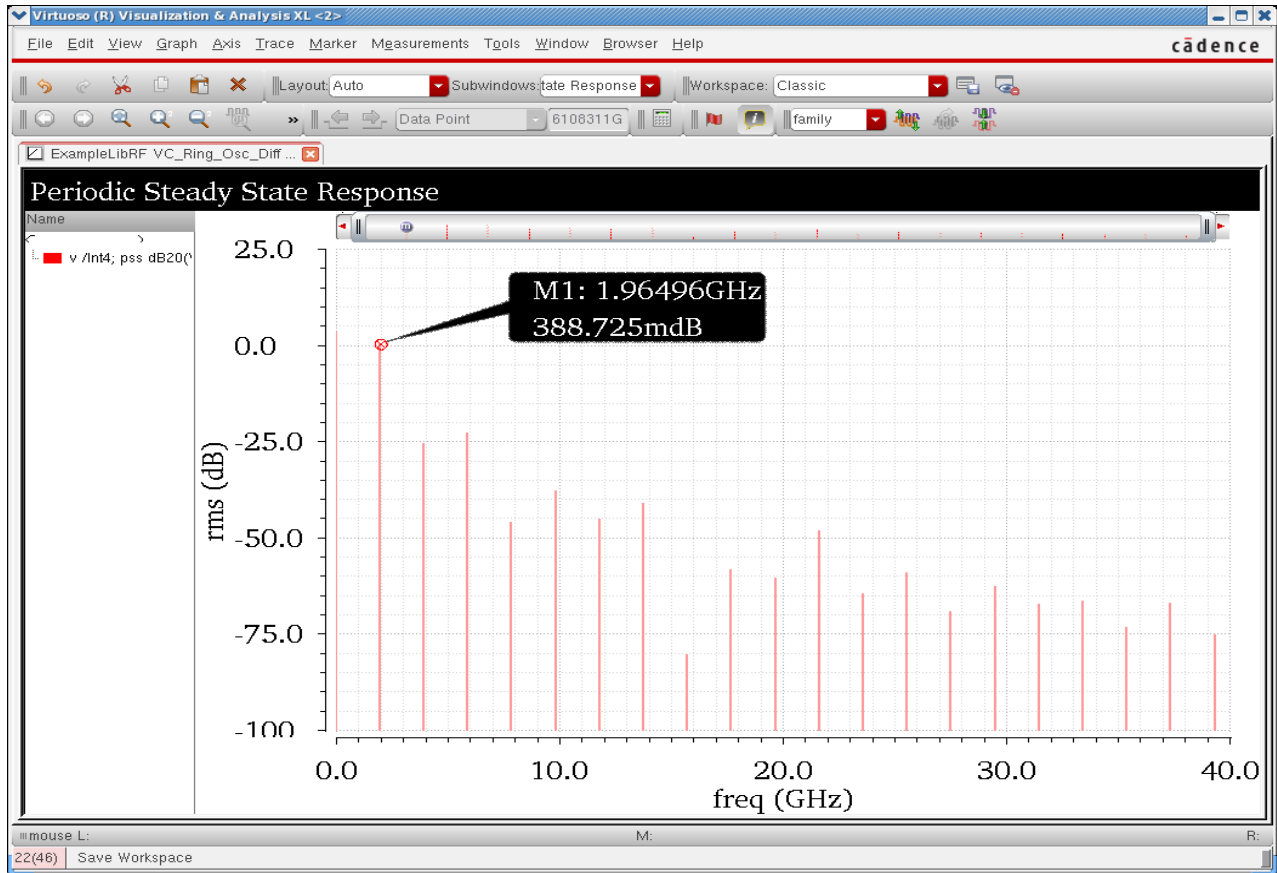 Virtuoso (R) Visualization & Analysis XL <2>
File Edit View Graph Axis Trace Marker Measurements Tools Window Browser Help
cādence
Layout: Auto Subwindows: tate Response Workspace: Classic
» Data Point 6108311G family
ExampleLibRF VC_Ring_Osc_Diff ...
Periodic Steady State Response
Name
v /Int4; pss dB20(
M1: 1.96496GHz
388.725mdB
25.0
0.0
-25.0
-50.0
-75.0
-100
rms (dB)
0.0 10.0 20.0 30.0 40.0
freq (GHz)
mouse L: M: R:
22(46) Save Workspace